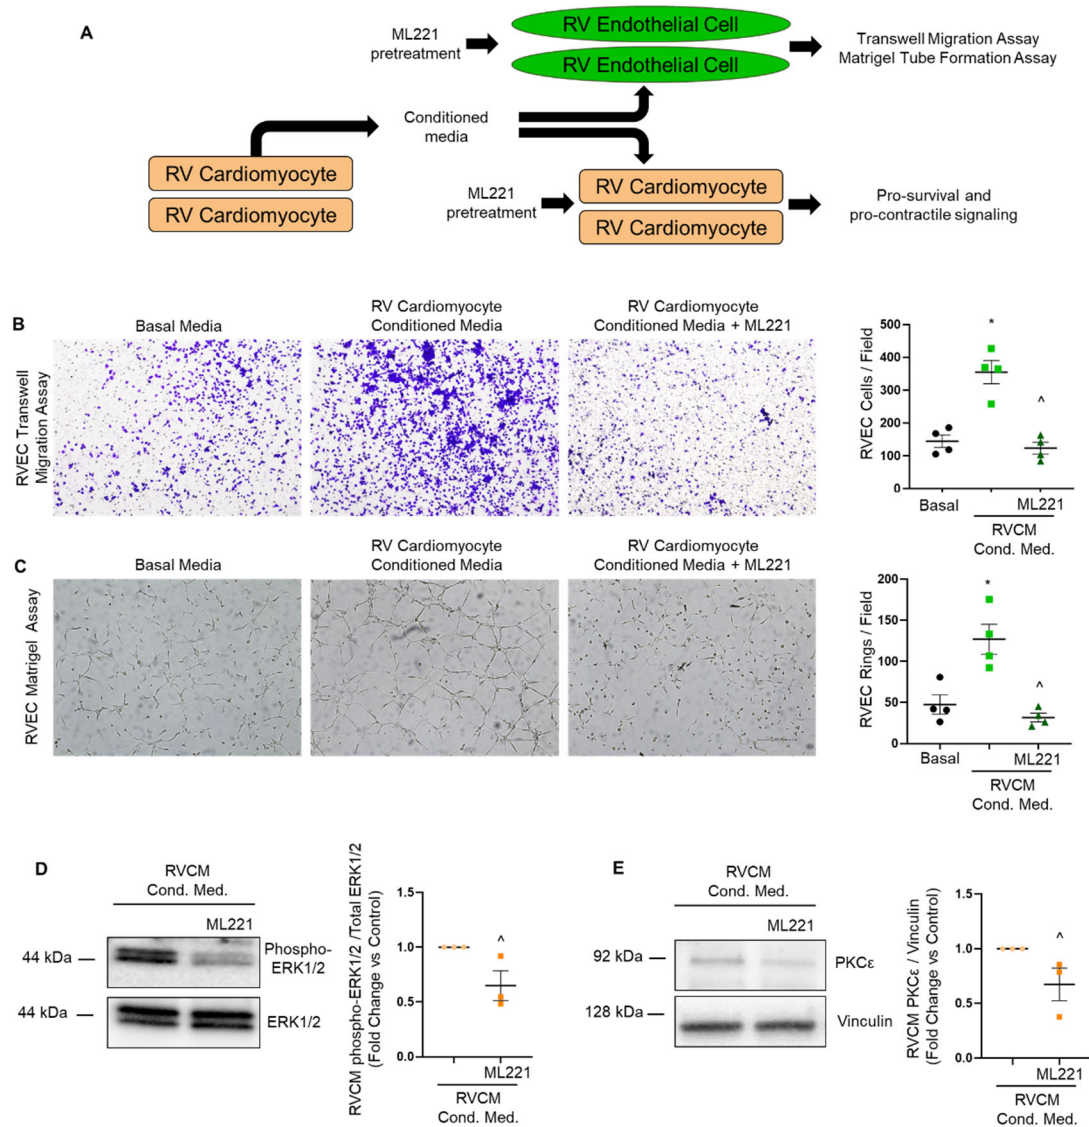 A
ML221
pretreatment
RV Endothelial Cell
RV Endothelial Cell
Transwell Migration Assay
Matrigel Tube Formation Assay
Conditioned
media
RV Cardiomyocyte
RV Cardiomyocyte
ML221
pretreatment
RV Cardiomyocyte
RV Cardiomyocyte
Pro-survival and
pro-contractile signaling
B
Basal Media
RV Cardiomyocyte
Conditioned Media
RV Cardiomyocyte
Conditioned Media + ML221
RVEC Transwell
Migration Assay
RVEC Cells / Field
500
400
300
200
100
0
*
^
Basal
ML221
RVCM
Cond. Med.
C
Basal Media
RV Cardiomyocyte
Conditioned Media
RV Cardiomyocyte
Conditioned Media + ML221
RVEC Matrigel Assay
RVEC Rings / Field
200
150
100
50
0
*
^
Basal
ML221
RVCM
Cond. Med.
D
RVCM
Cond. Med.
ML221
44 kDa
Phospho-
ERK1/2
44 kDa
ERK1/2
RVCM phospho-ERK1/2 /Total ERK1/2
(Fold Change vs Control)
1.5
1.0
0.5
0.0
^
ML221
RVCM
Cond. Med.
E
RVCM
Cond. Med.
ML221
92 kDa
PKCε
128 kDa
Vinculin
RVCM PKCε / Vinculin
(Fold Change vs Control)
1.5
1.0
0.5
0.0
^
ML221
RVCM
Cond. Med.